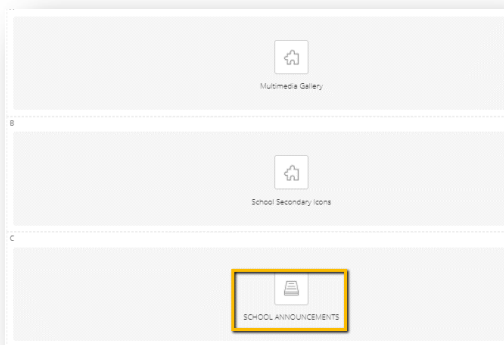 Multimedia Gallery
B
School Secondary Icons
C
SCHOOL ANNOUNCEMENTS